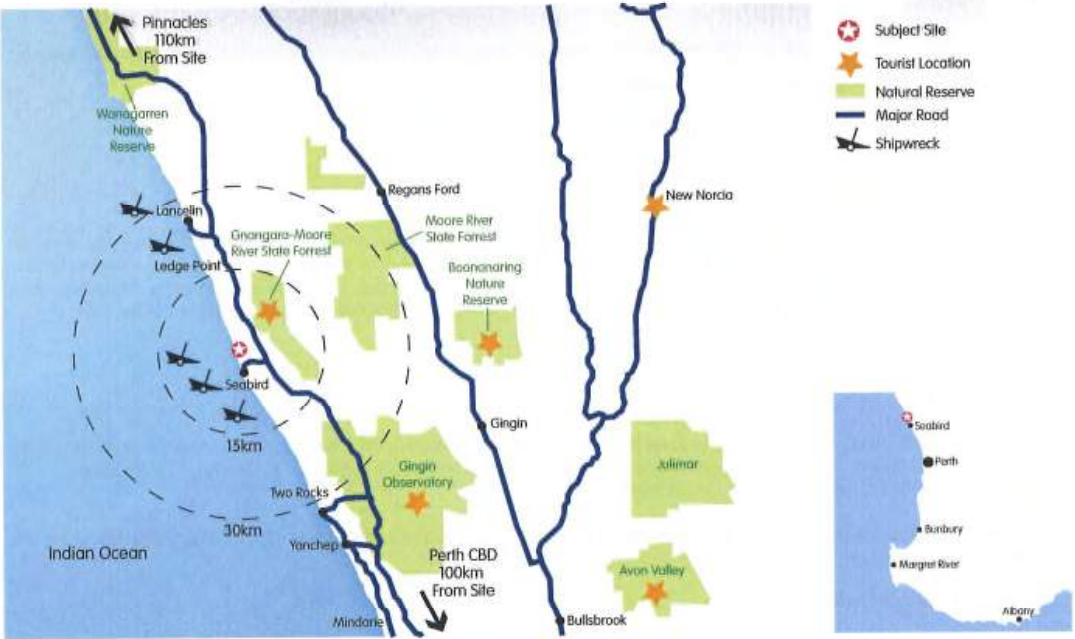 Pinnacles
110km
From Site
Wanagarren
Nature
Reserve
Regans Ford
New Norcia
Lancelin
Gnangara-Moore
River State Forrest
Moore River
State Forrest
Ledge Point
Boonanaring
Nature
Reserve
Seabird
15km
Gingin
Gingin
Observatory
Julimar
Two Rocks
30km
Yanchep
Indian Ocean
Perth CBD
100km
From Site
Avon Valley
Mindarie
Bullsbrook
Subject Site
Tourist Location
Natural Reserve
Major Road
Shipwreck
Seabird
Perth
Bunbury
Margret River
Albany